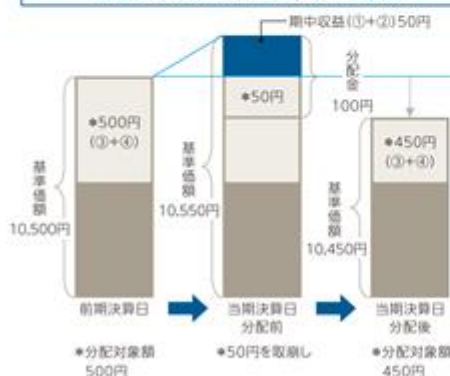 期中収益(①+②)50円
*500円
(③+④)
*50円
分配金
100円
*450円
(③+④)
基準価額
10,500円
基準価額
10,550円
基準価額
10,450円
前期決算日
当期決算日
分配前
当期決算日
分配後
*分配対象額
500円
*50円を取崩し
*分配対象額
450円